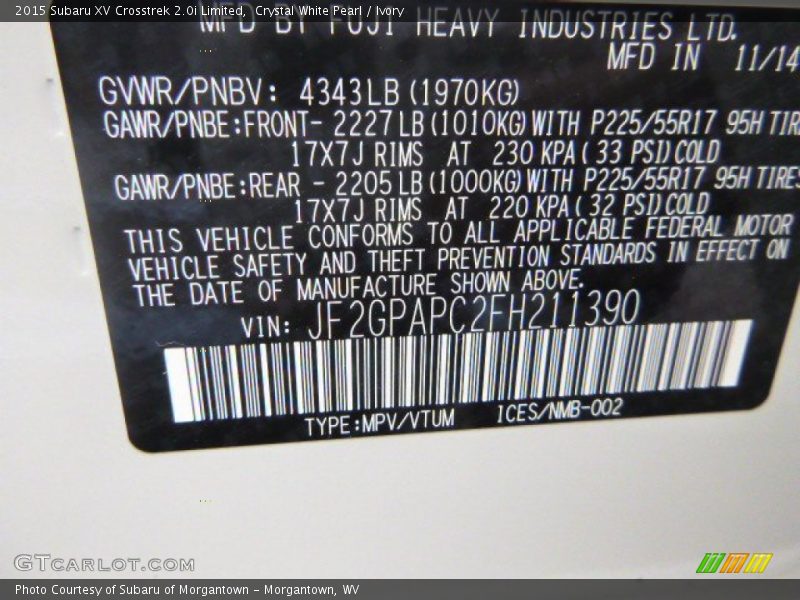 2015 Subaru XV Crosstrek 2.0i Limited, Crystal White Pearl / Ivory
MFD BY FUJI HEAVY INDUSTRIES LTD.
MFD IN 11/14
GVWR/PNBV: 4343LB (1970KG)
GAWR/PNBE:FRONT- 2227 LB(1010KG)WITH P225/55R17 95H TIRE
17X7J RIMS AT 230 KPA( 33 PSI)COLD
GAWR/PNBE:REAR - 2205 LB(1000KG)WITH P225/55R17 95H TIRES
17X7J RIMS AT 220 KPA( 32 PSI)COLD
THIS VEHICLE CONFORMS TO ALL APPLICABLE FEDERAL MOTOR
VEHICLE SAFETY AND THEFT PREVENTION STANDARDS IN EFFECT ON
THE DATE OF MANUFACTURE SHOWN ABOVE.
VIN: JF2GPAPC2FH211390
TYPE:MPV/VTUM ICES/NMB-002
GTCARLOT.COM
Photo Courtesy of Subaru of Morgantown - Morgantown, WV